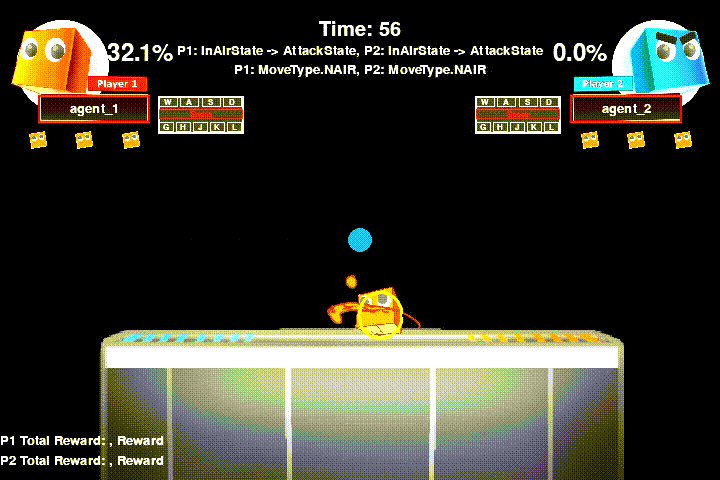 Time: 56
32.1% P1: InAirState -> AttackState, P2: InAirState -> AttackState 0.0%
P1: MoveType.NAIR, P2: MoveType.NAIR
Player 1
Player 2
agent_1
agent_2
W A S D
G H J K L
W A S D
G H J K L
P1 Total Reward: , Reward
P2 Total Reward: , Reward